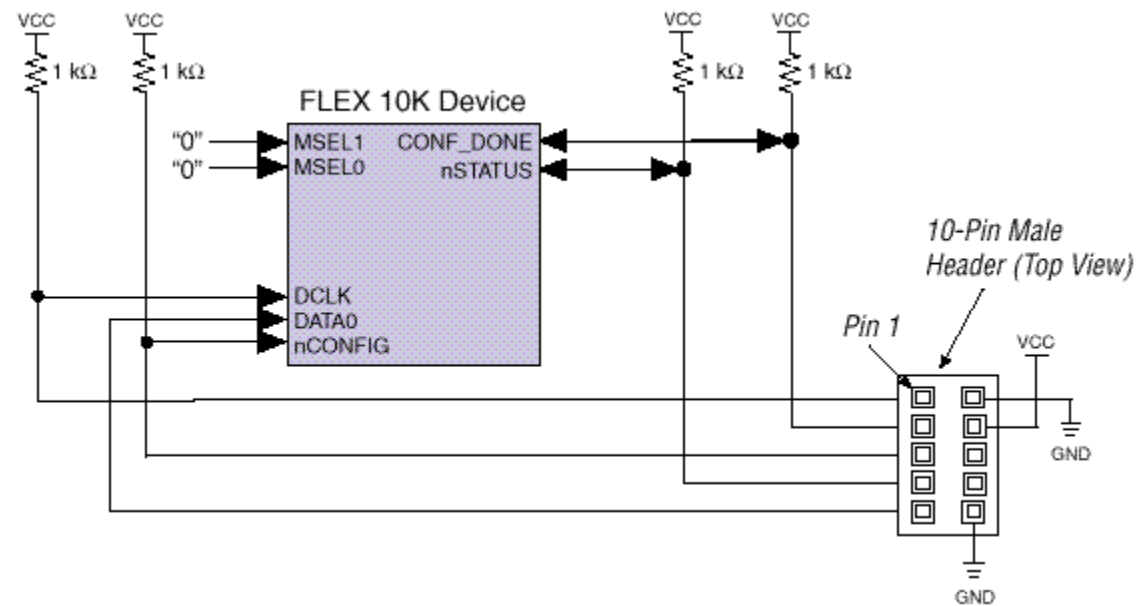 VCC
VCC
VCC
VCC
1 kΩ
1 kΩ
1 kΩ
1 kΩ
FLEX 10K Device
“0”
MSEL1
CONF_DONE
“0”
MSEL0
nSTATUS
10-Pin Male
Header (Top View)
DCLK
DATA0
nCONFIG
Pin 1
VCC
GND
GND